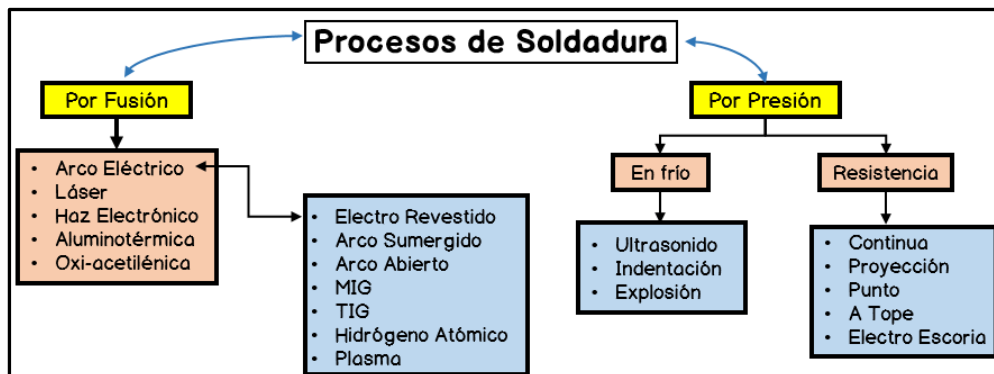 Procesos de Soldadura
Por Fusión
Arco Eléctrico
Láser
Haz Electrónico
Aluminotérmica
Oxi-acetilénica
Electro Revestido
Arco Sumergido
Arco Abierto
MIG
TIG
Hidrógeno Atómico
Plasma
Por Presión
En frío
Ultrasonido
Indentación
Explosión
Resistencia
Continua
Proyección
Punto
A Tope
Electro Escoria